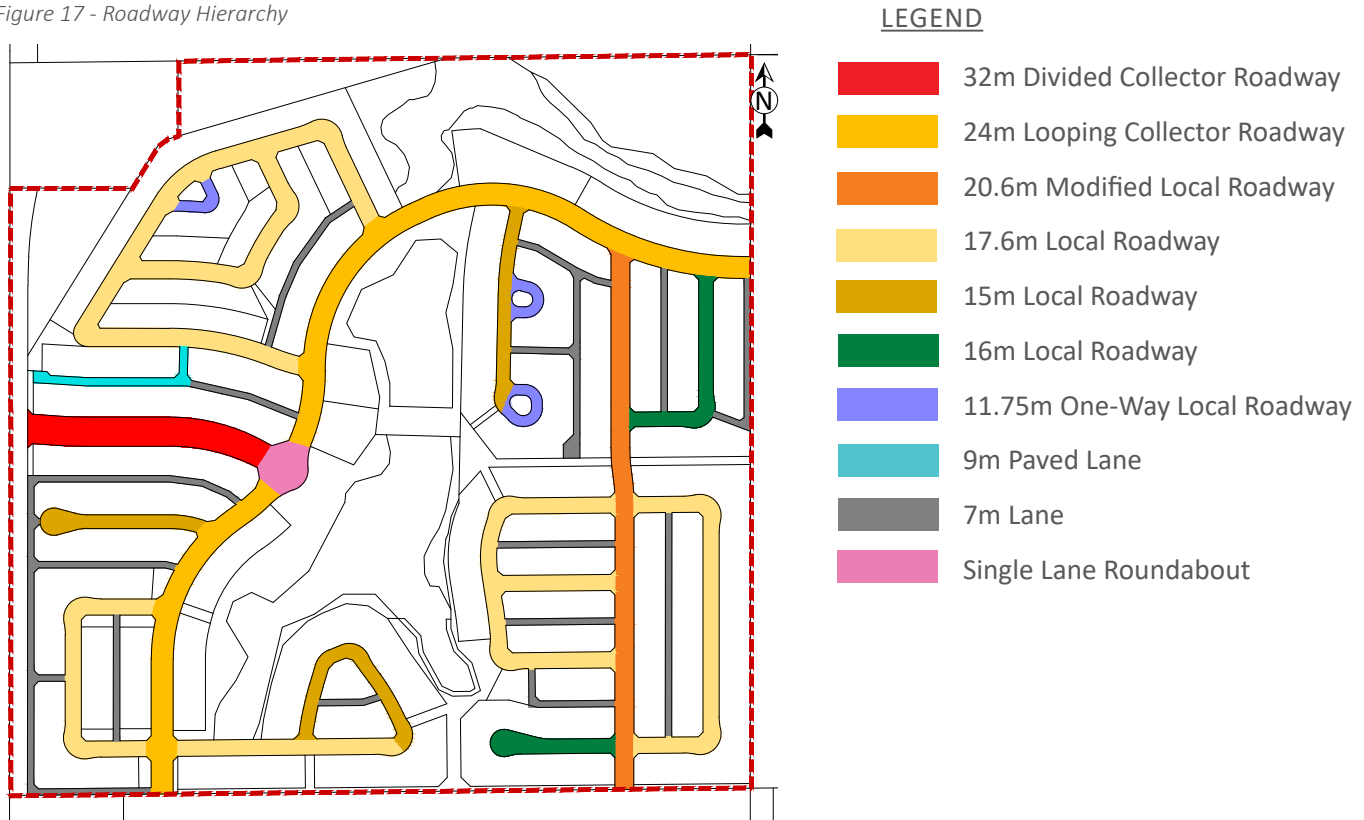 Figure 17 - Roadway Hierarchy
LEGEND
N
32m Divided Collector Roadway
24m Looping Collector Roadway
20.6m Modified Local Roadway
17.6m Local Roadway
15m Local Roadway
16m Local Roadway
11.75m One-Way Local Roadway
9m Paved Lane
7m Lane
Single Lane Roundabout